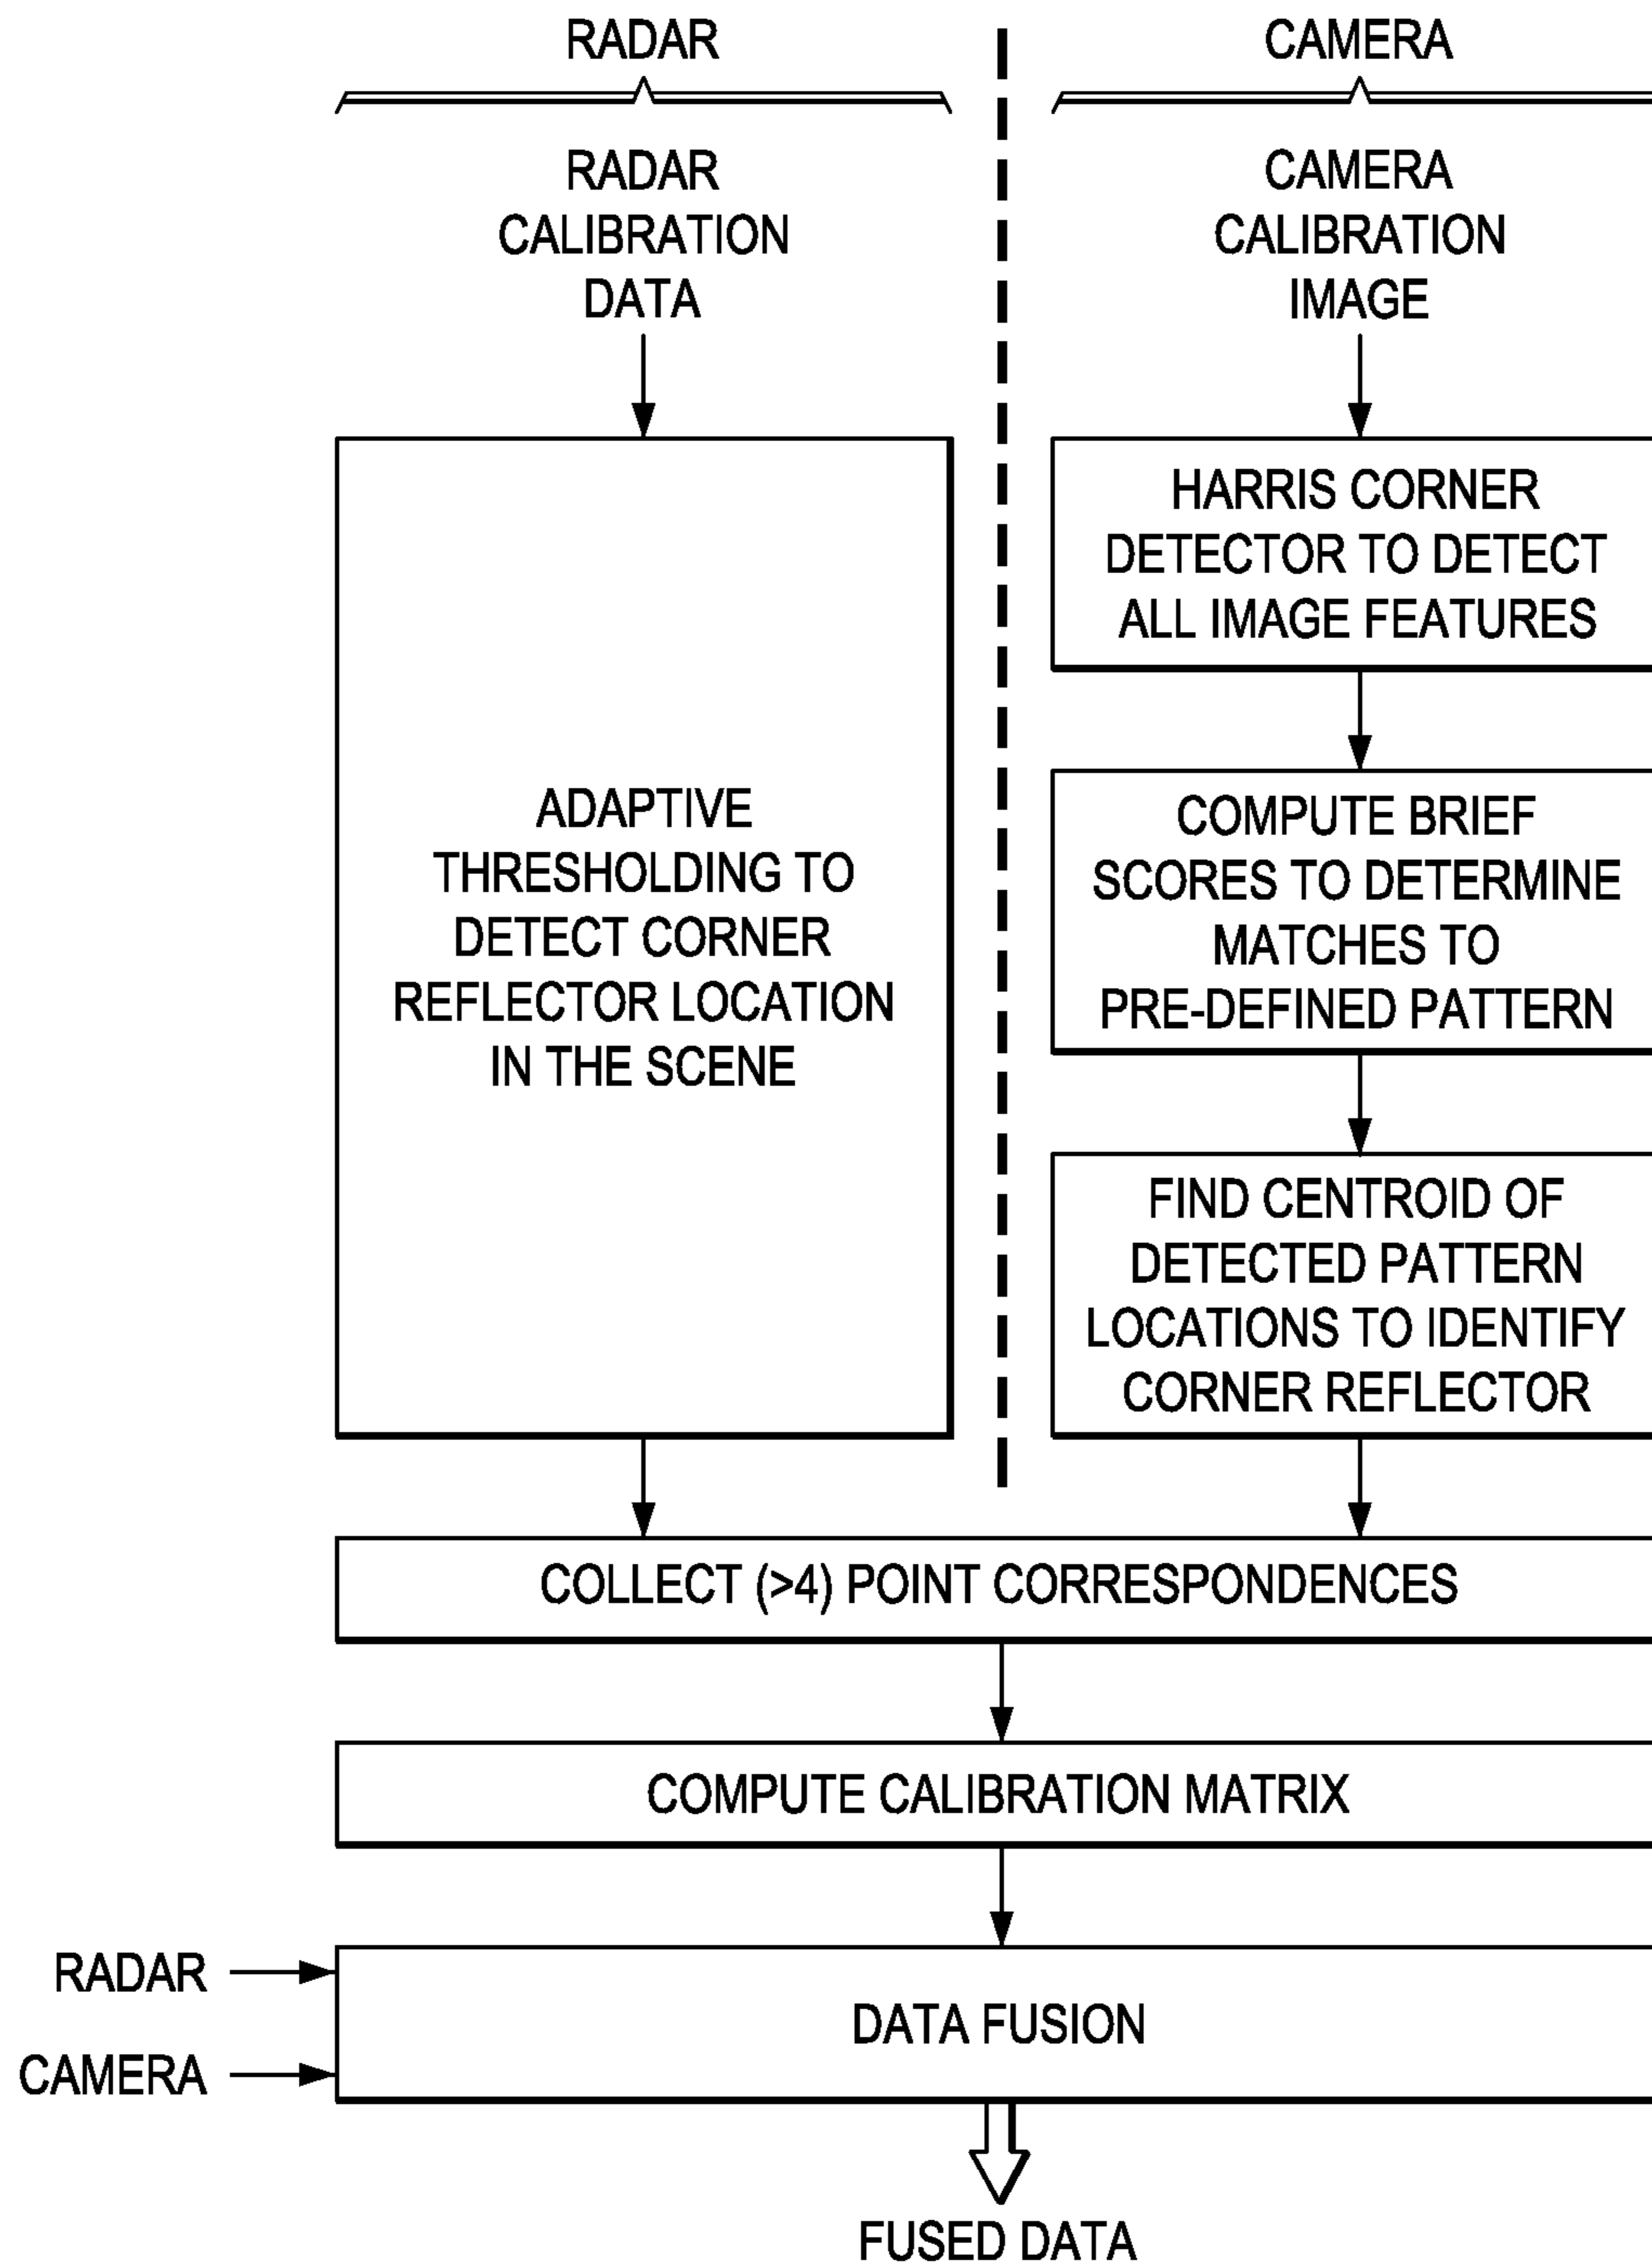 RADAR
RADAR
CALIBRATION
DATA
ADAPTIVE
THRESHOLDING TO
DETECT CORNER
REFLECTOR LOCATION
IN THE SCENE
CAMERA
CAMERA
CALIBRATION
IMAGE
HARRIS CORNER
DETECTOR TO DETECT
ALL IMAGE FEATURES
COMPUTE BRIEF
SCORES TO DETERMINE
MATCHES TO
PRE-DEFINED PATTERN
FIND CENTROID OF
DETECTED PATTERN
LOCATIONS TO IDENTIFY
CORNER REFLECTOR
COLLECT (>4) POINT CORRESPONDENCES
COMPUTE CALIBRATION MATRIX
RADAR
CAMERA
DATA FUSION
FUSED DATA